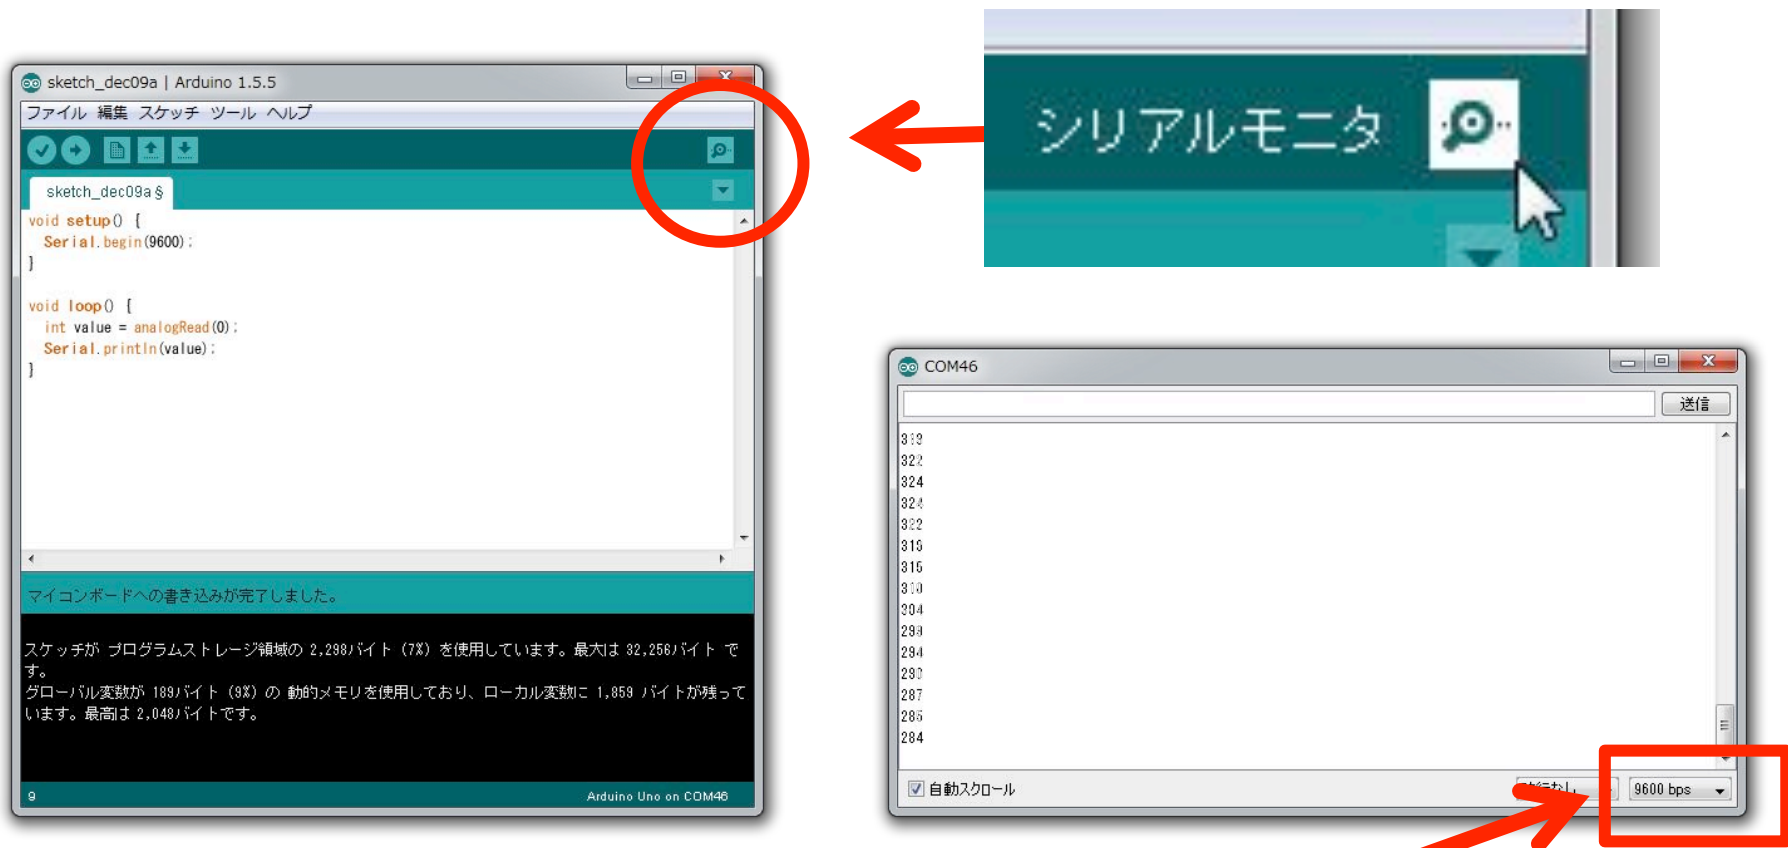 sketch_dec09a | Arduino 1.5.5
ファイル 編集 スケッチ ツール ヘルプ
sketch_dec09a §
void setup() {
Serial.begin(9600);
}
void loop() {
int value = analogRead(0);
Serial.println(value);
}
マイコンボードへの書き込みが完了しました。
スケッチが プログラムストレージ領域の 2,298バイト (7%) を使用しています。最大は 32,256バイト で
す。
グローバル変数が 189バイト (9%) の 動的メモリを使用しており、ローカル変数に 1,859 バイトが残って
います。最高は 2,048バイトです。
9
Arduino Uno on COM46
シリアルモニタ
COM46
送信
322
324
324
322
316
310
304
294
287
285
284
自動スクロール
9600 bps